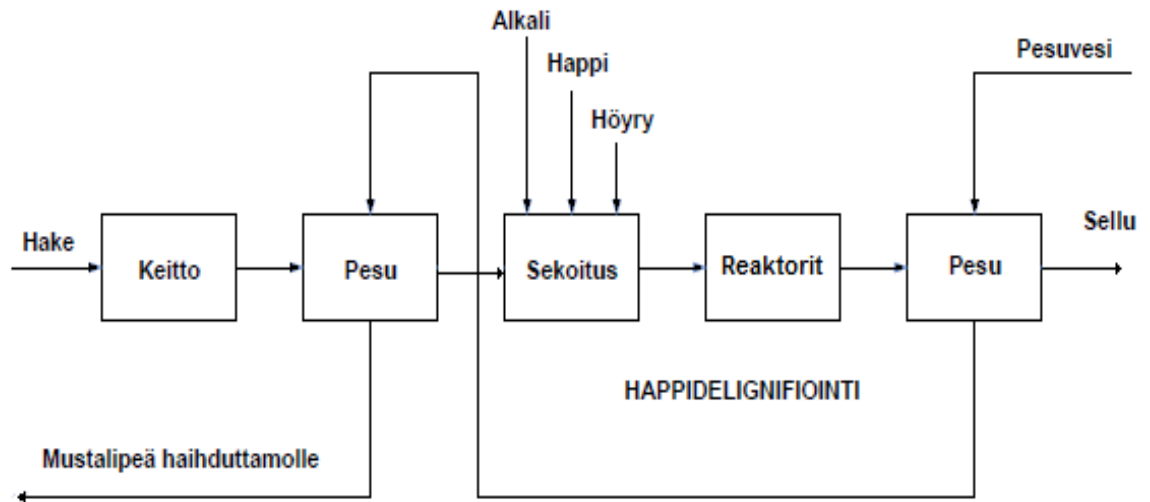 Alkali
Pesuvesi
Happi
Höyry
Hake
Keitto
Pesu
Sekoitus
Reaktorit
Pesu
Sellu
HAPPIDELIGNIFIOINTI
Mustalipeä haihduttamolle